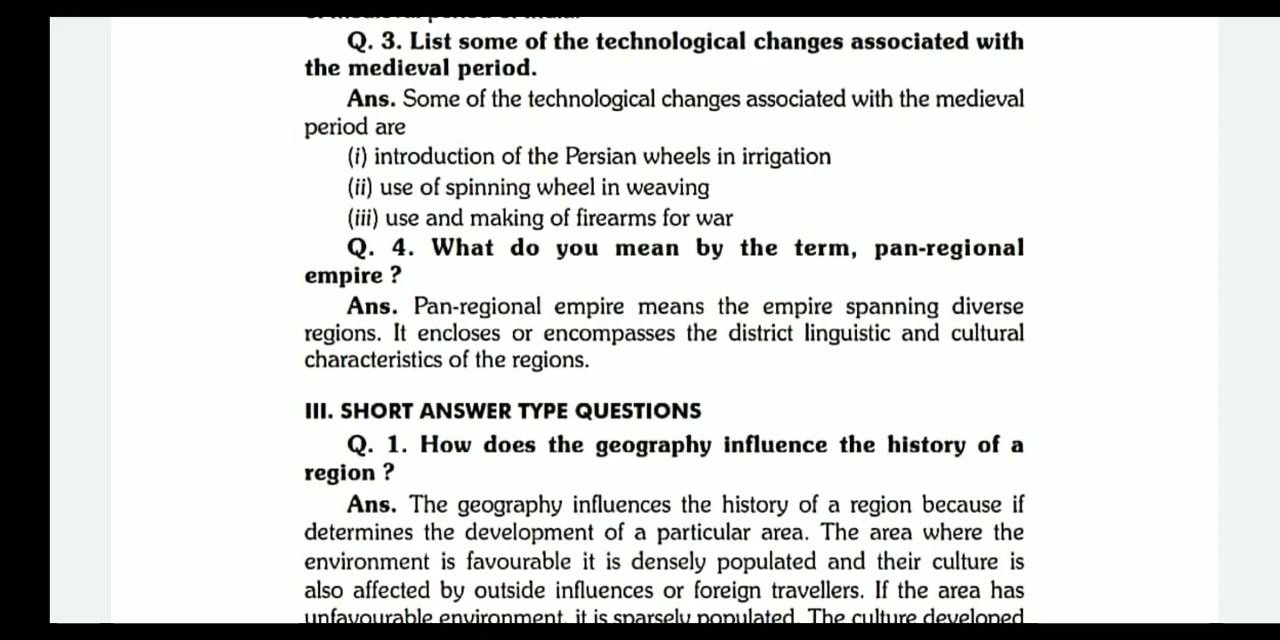 of medieval period of India.
Q. 3. List some of the technological changes associated with
the medieval period.
Ans. Some of the technological changes associated with the medieval
period are
(i) introduction of the Persian wheels in irrigation
(ii) use of spinning wheel in weaving
(iii) use and making of firearms for war
Q. 4. What do you mean by the term, pan-regional
empire ?
Ans. Pan-regional empire means the empire spanning diverse
regions. It encloses or encompasses the district linguistic and cultural
characteristics of the regions.
III. SHORT ANSWER TYPE QUESTIONS
Q. 1. How does the geography influence the history of a
region ?
Ans. The geography influences the history of a region because if
determines the development of a particular area. The area where the
environment is favourable it is densely populated and their culture is
also affected by outside influences or foreign travellers. If the area has
unfavourable environment, it is sparsely populated. The culture developed